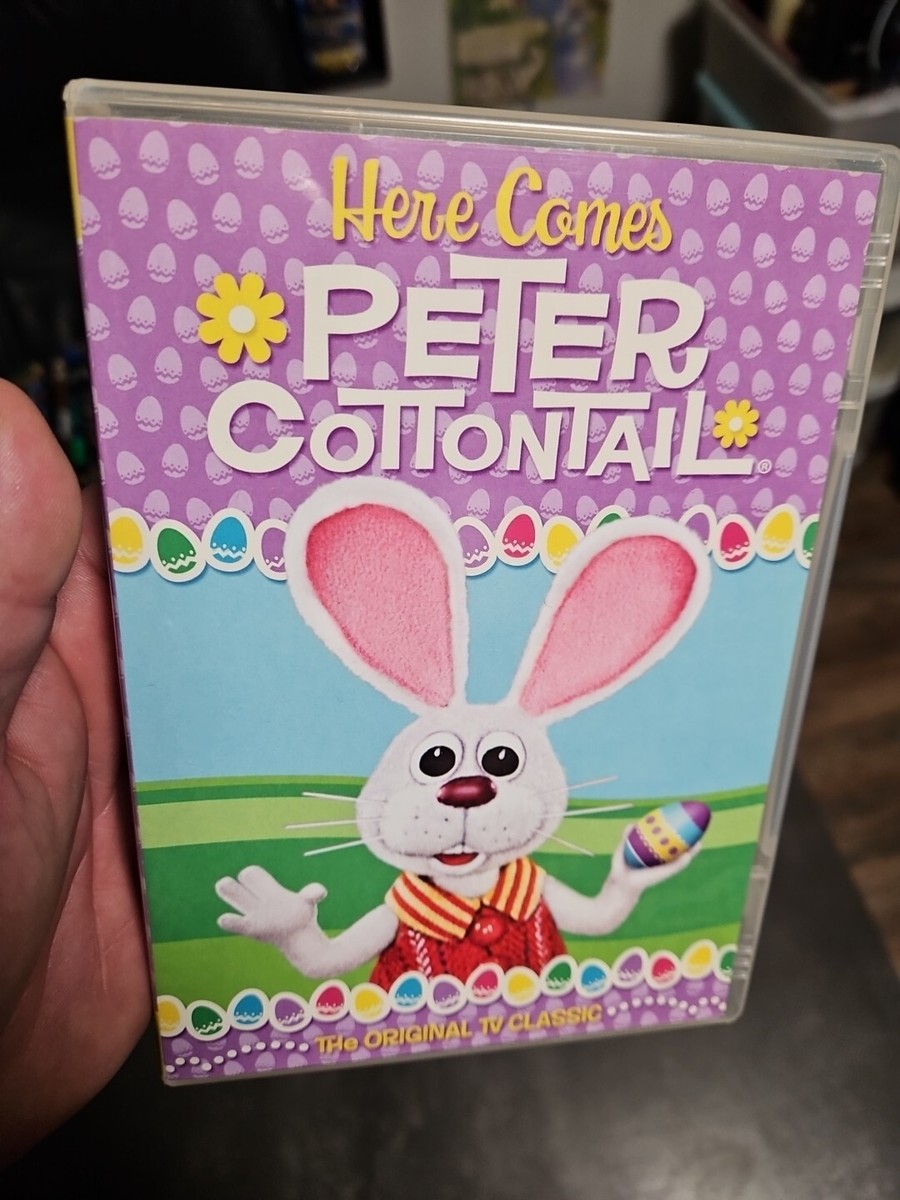 Here Comes
PETER
COTTONTAIL®
THE ORIGINAL TV CLASSIC